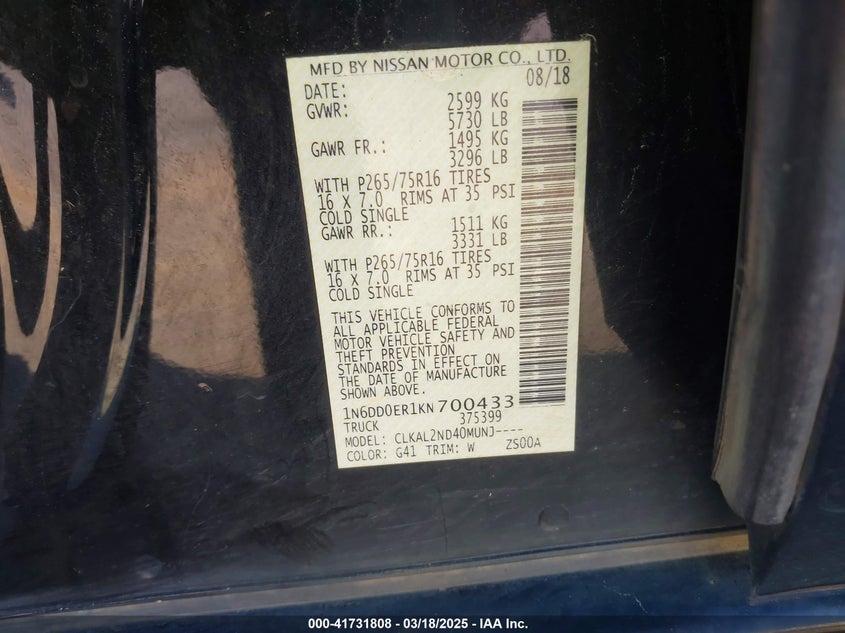 MFD BY NISSAN MOTOR CO., LTD.
DATE: 08/18
GVWR: 2599 KG
5730 LB
GAWR FR.: 1495 KG
3296 LB
WITH P265/75R16 TIRES
16 X 7.0 RIMS AT 35 PSI
COLD SINGLE
GAWR RR.: 1511 KG
3331 LB
WITH P265/75R16 TIRES
16 X 7.0 RIMS AT 35 PSI
COLD SINGLE
THIS VEHICLE CONFORMS TO
ALL APPLICABLE FEDERAL
MOTOR VEHICLE SAFETY AND
THEFT PREVENTION
STANDARDS IN EFFECT ON
THE DATE OF MANUFACTURE
SHOWN ABOVE.
1N6DD0ER1KN700433
TRUCK 375399
MODEL: CLKAL2ND40MUNJ----
COLOR: G41 TRIM: W ZS00A
000-41731808 — 03/18/2025 — IAA Inc.